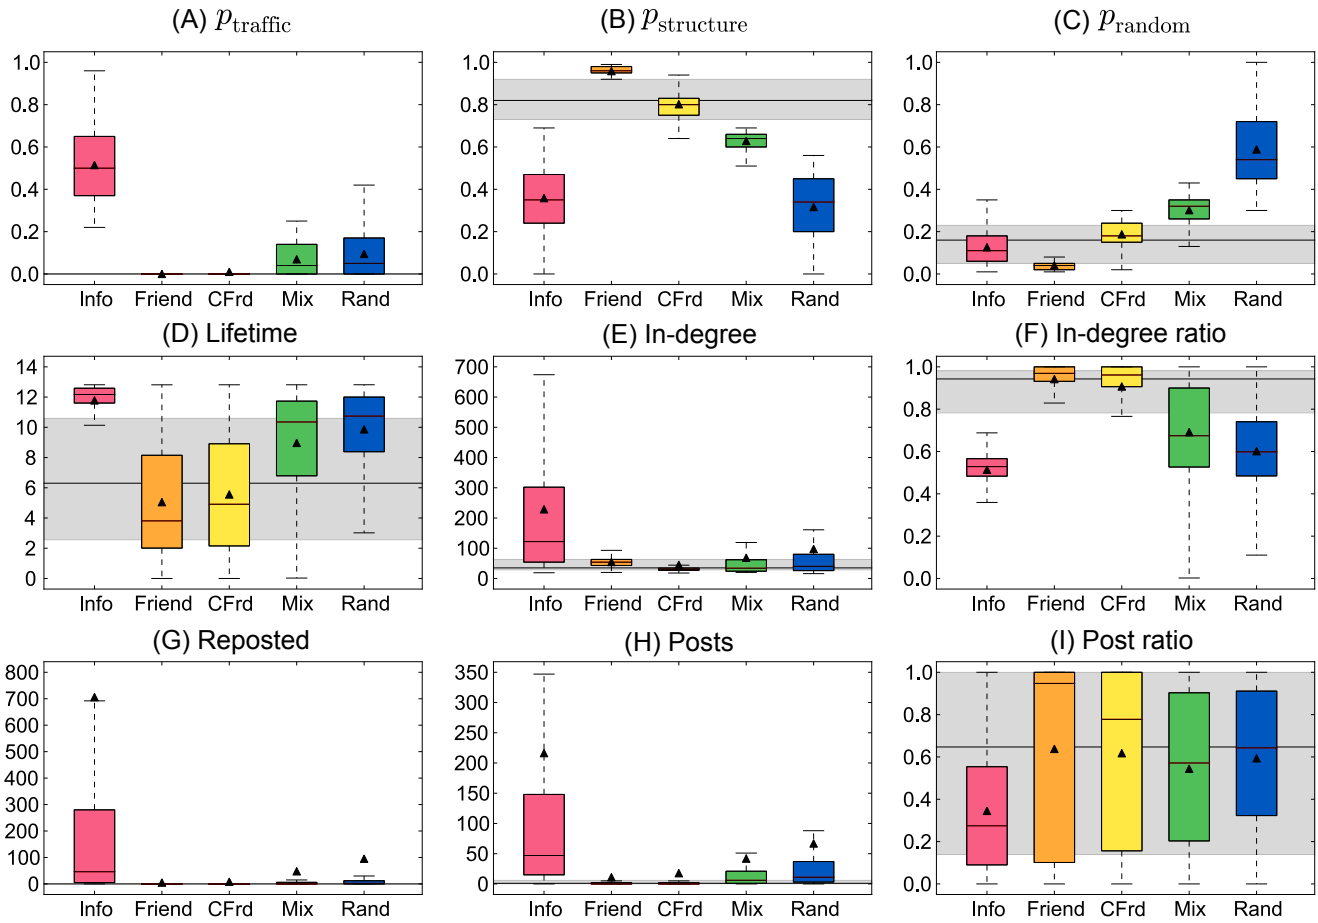 (A) p_traffic (B) p_structure (C) p_random
1.0 1.0 1.0
0.8 0.8 0.8
0.6 0.6 0.6
0.4 0.4 0.4
0.2 0.2 0.2
0.0 0.0 0.0
Info Friend CFrd Mix Rand Info Friend CFrd Mix Rand Info Friend CFrd Mix Rand
(D) Lifetime (E) In-degree (F) In-degree ratio
14 700 1.0
12 600 0.8
10 500 0.6
8 400 0.4
6 300 0.2
4 200 0.0
2 100
0 0
Info Friend CFrd Mix Rand Info Friend CFrd Mix Rand Info Friend CFrd Mix Rand
(G) Reposted (H) Posts (I) Post ratio
800 350 1.0
700 300 0.8
600 250 0.6
500 200 0.4
400 150 0.2
300 100 0.0
200 50
100 0
0
Info Friend CFrd Mix Rand Info Friend CFrd Mix Rand Info Friend CFrd Mix Rand